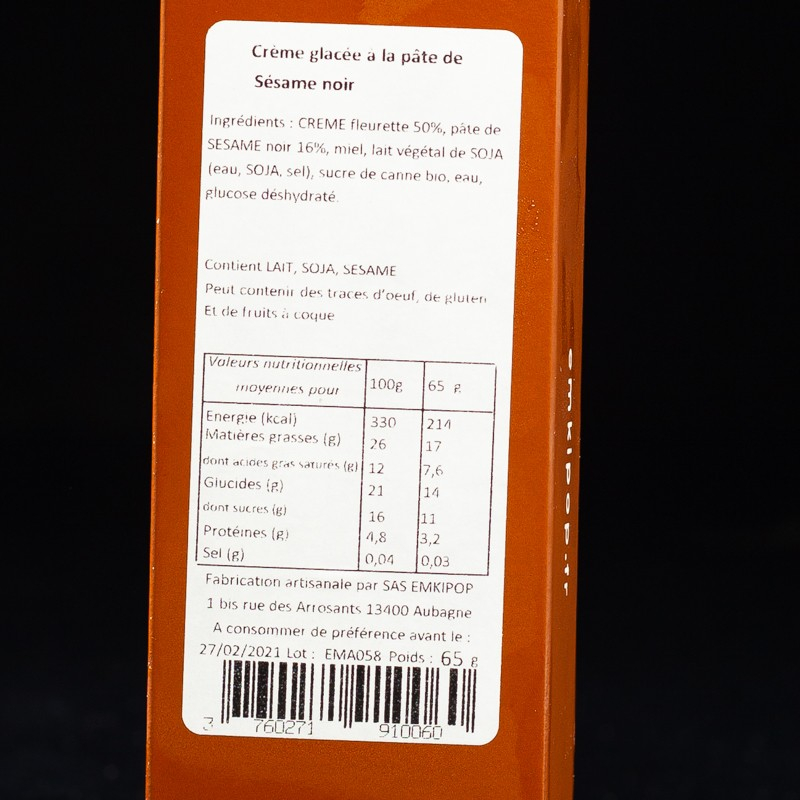 Crème glacée à la pâte de
Sésame noir
Ingrédients : CREME fleurette 50%, pâte de
SESAME noir 16%, miel, lait végétal de SOJA
(eau, SOJA, sel), sucre de canne bio, eau,
glucose déshydraté.
Contient LAIT, SOJA, SESAME
Peut contenir des traces d'oeuf, de gluten
Et de fruits à coque
Valeurs nutritionnelles
moyennes pour 100g 65 g
Energie (kcal) 330 214
Matières grasses (g) 26 17
dont acides gras saturés (g) 12 7,6
Glucides (g) 21 14
dont sucres (g) 16 11
Protéines (g) 4,8 3,2
Sel (g) 0,04 0,03
Fabrication artisanale par SAS EMKIPOP
1 bis rue des Arrosants 13400 Aubagne
A consommer de préférence avant le :
27/02/2021 Lot : EMA058 Poids : 65 g
3 760271 910060
emkipop.fr